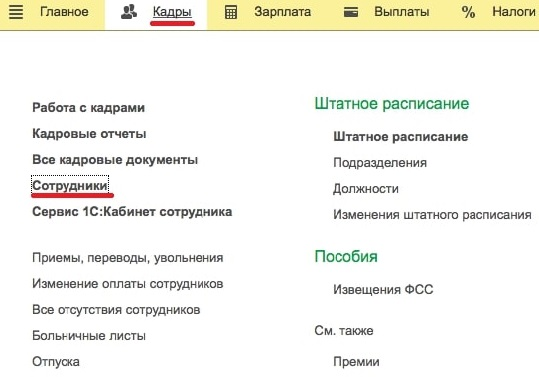 Главное Кадры Зарплата Выплаты % Налоги
Работа с кадрами
Кадровые отчеты
Все кадровые документы
Сотрудники
Сервис 1С:Кабинет сотрудника
Приемы, переводы, увольнения
Изменение оплаты сотрудников
Все отсутствия сотрудников
Больничные листы
Отпуска
Штатное расписание
Штатное расписание
Подразделения
Должности
Изменения штатного расписания
Пособия
Извещения ФСС
См. также
Премии